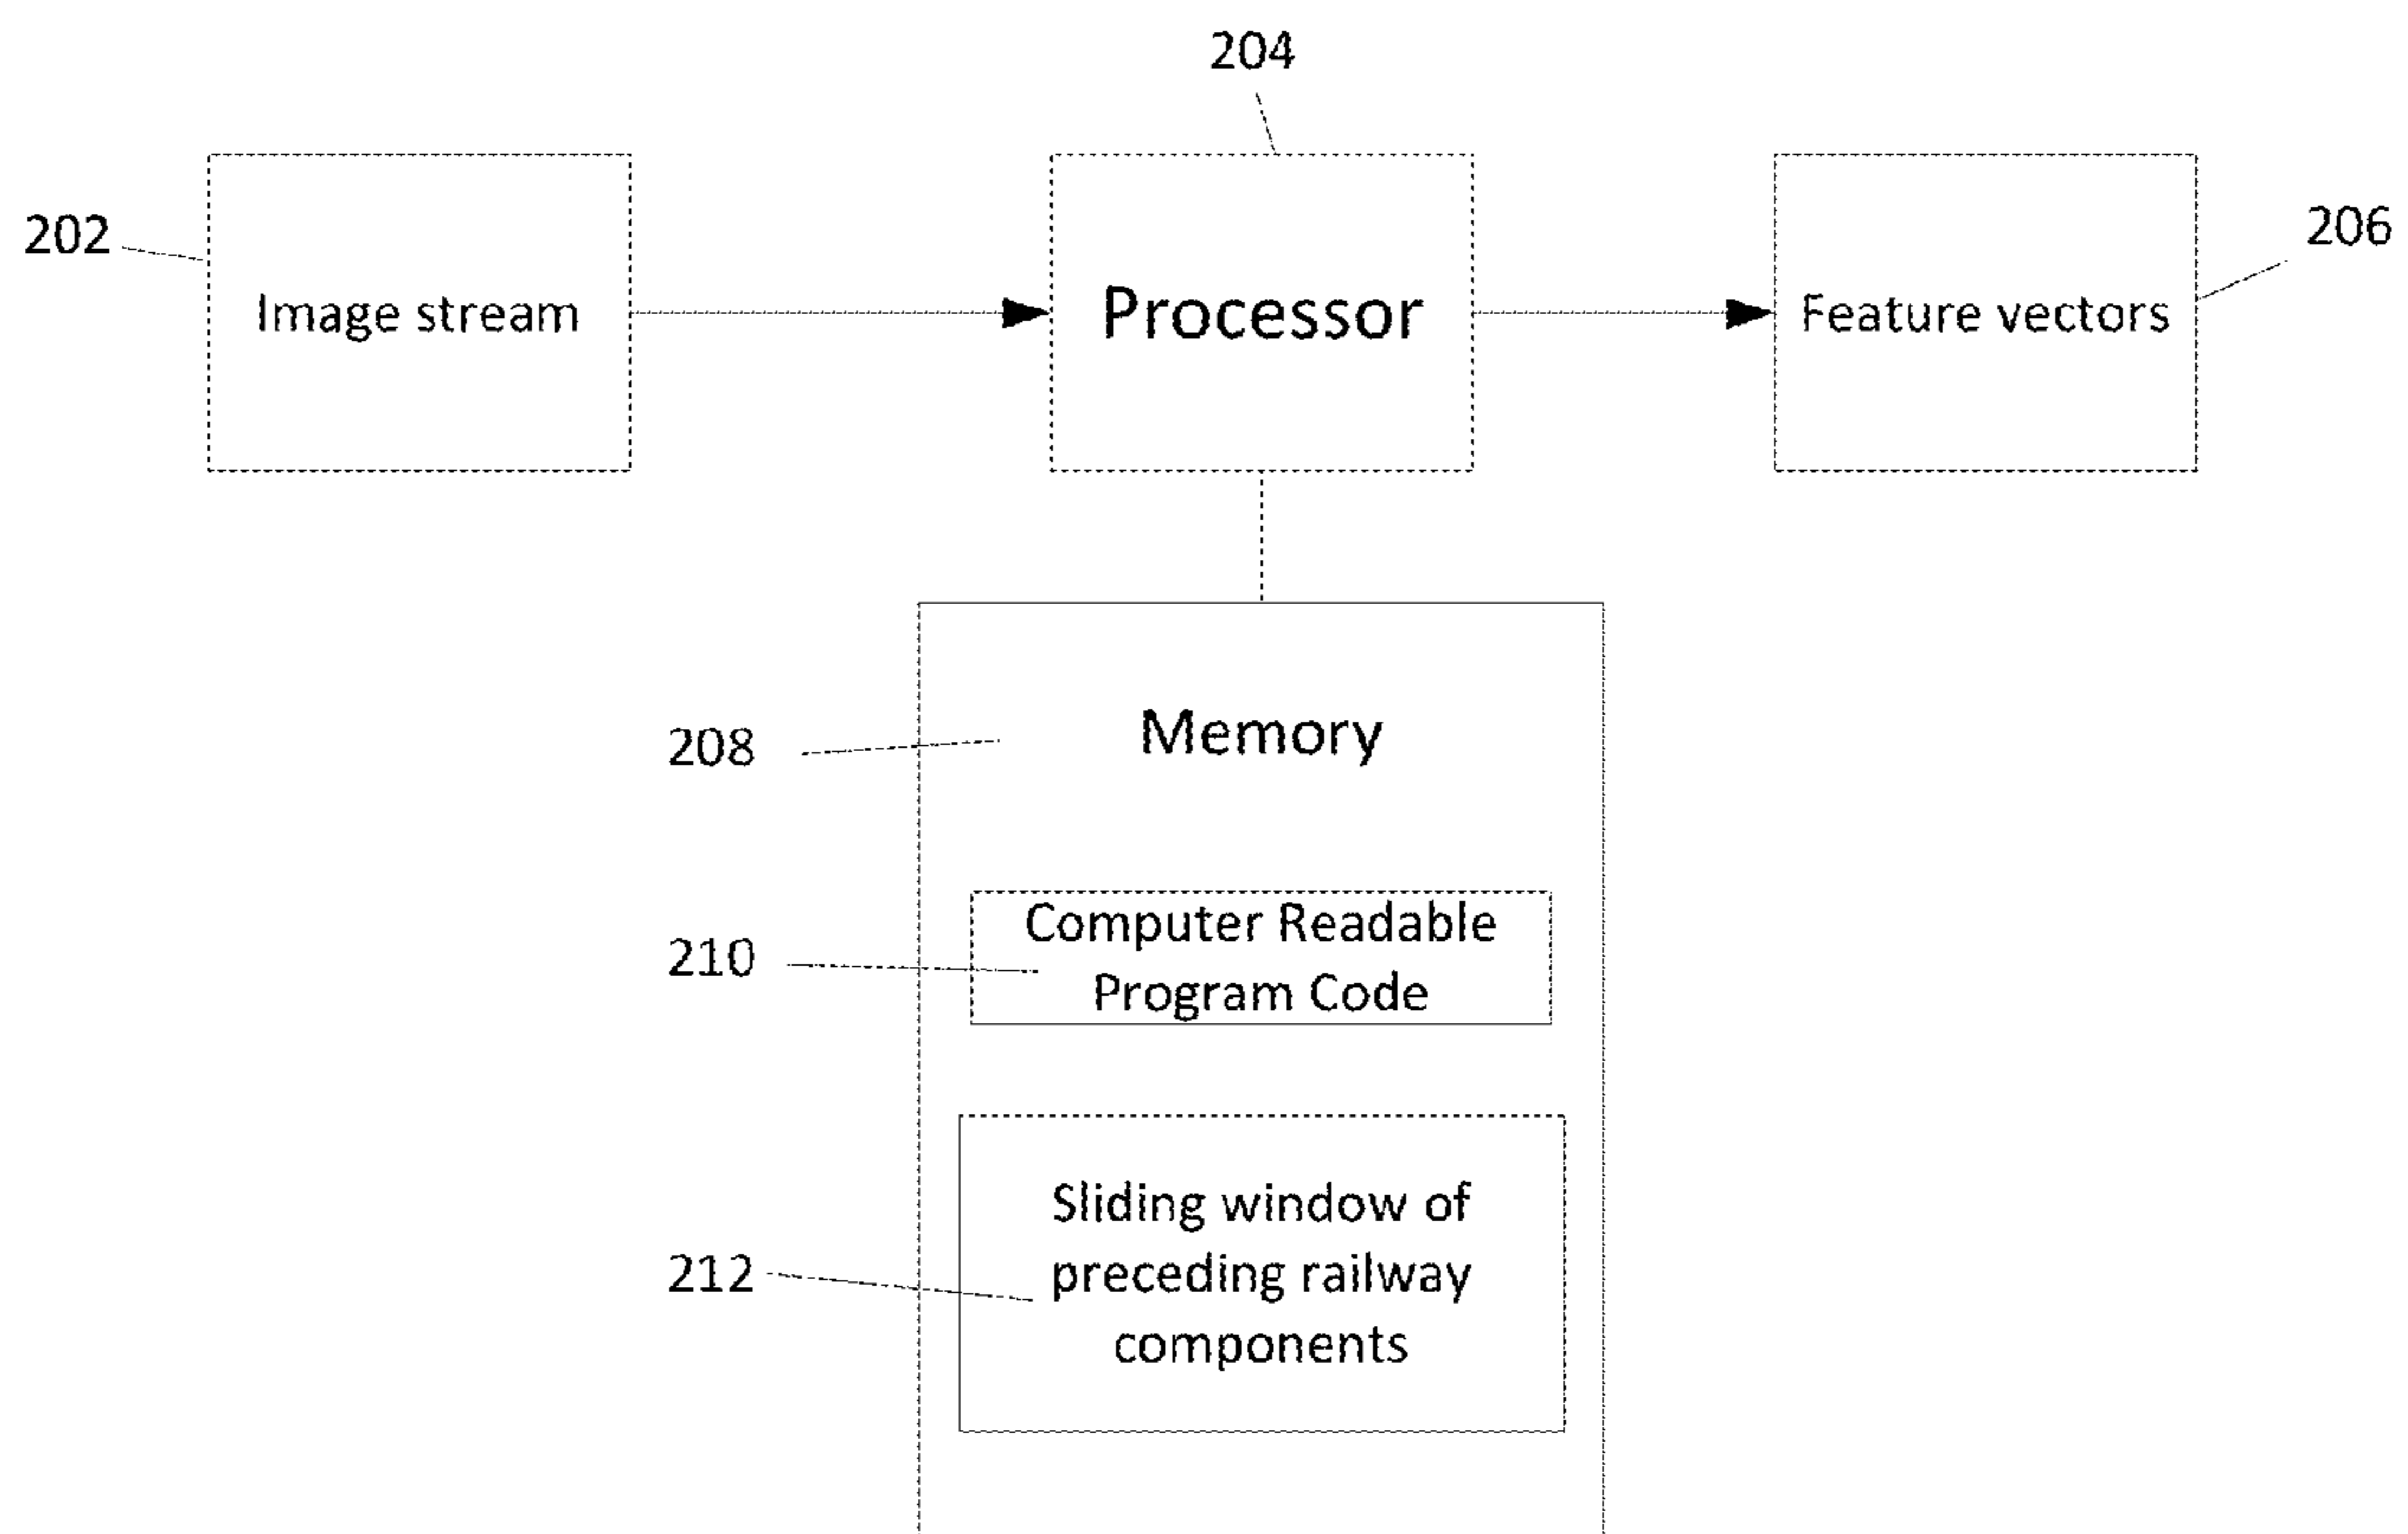 204
202
Image stream
Processor
Feature vectors
206
208
Memory
210
Computer Readable
Program Code
212
Sliding window of
preceding railway
components